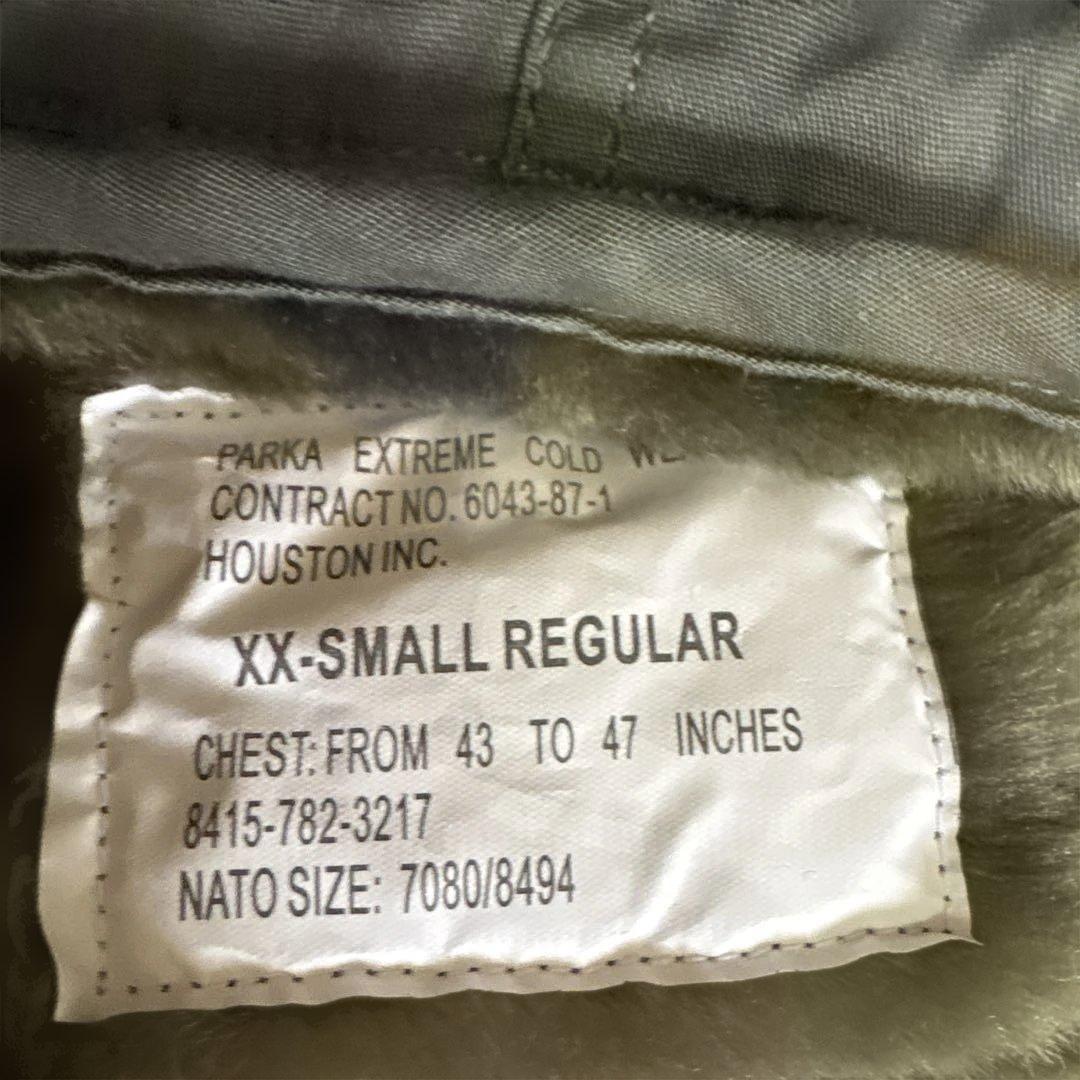 PARKA EXTREME COLD
CONTRACT NO. 6043-87-1
HOUSTON INC.
XX-SMALL REGULAR
CHEST: FROM 43 TO 47 INCHES
8415-782-3217
NATO SIZE: 7080/8494